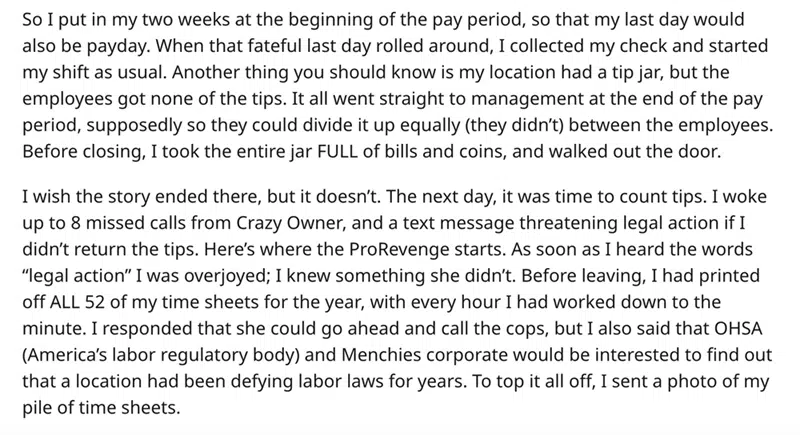 So I put in my two weeks at the beginning of the pay period, so that my last day would
also be payday. When that fateful last day rolled around, I collected my check and started
my shift as usual. Another thing you should know is my location had a tip jar, but the
employees got none of the tips. It all went straight to management at the end of the pay
period, supposedly so they could divide it up equally (they didn’t) between the employees.
Before closing, I took the entire jar FULL of bills and coins, and walked out the door.
I wish the story ended there, but it doesn’t. The next day, it was time to count tips. I woke
up to 8 missed calls from Crazy Owner, and a text message threatening legal action if I
didn’t return the tips. Here’s where the ProRevenge starts. As soon as I heard the words
“legal action” I was overjoyed; I knew something she didn’t. Before leaving, I had printed
off ALL 52 of my time sheets for the year, with every hour I had worked down to the
minute. I responded that she could go ahead and call the cops, but I also said that OHSA
(America’s labor regulatory body) and Menchies corporate would be interested to find out
that a location had been defying labor laws for years. To top it all off, I sent a photo of my
pile of time sheets.